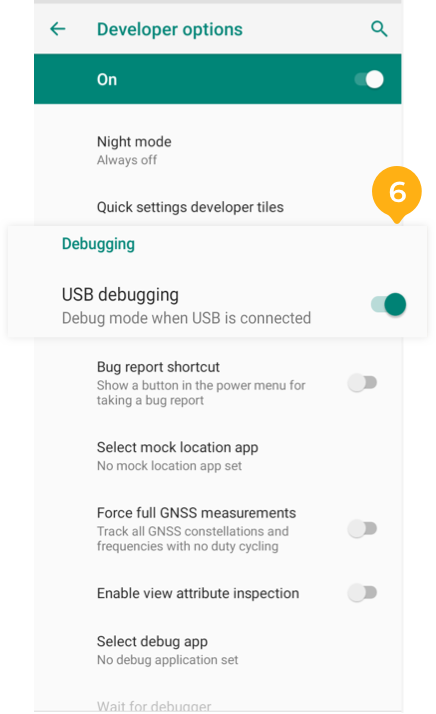 Developer options
On
Night mode
Always off
Quick settings developer tiles
6
Debugging
USB debugging
Debug mode when USB is connected
Bug report shortcut
Show a button in the power menu for
taking a bug report
Select mock location app
No mock location app set
Force full GNSS measurements
Track all GNSS constellations and
frequencies with no duty cycling
Enable view attribute inspection
Select debug app
No debug application set
Wait for debugger